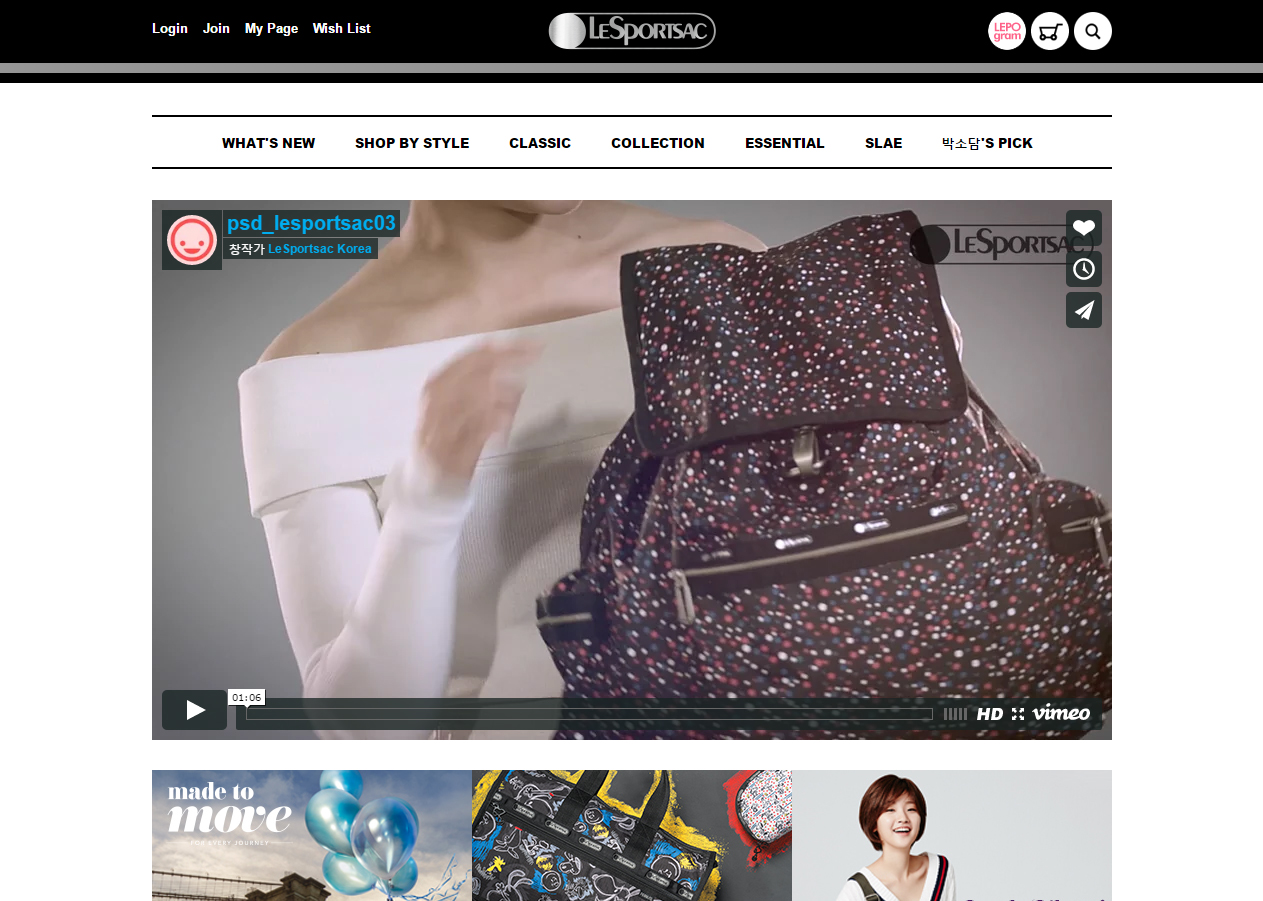 Login Join My Page Wish List
LESPORTSAC
LEPO
gram
WHAT'S NEW SHOP BY STYLE CLASSIC COLLECTION ESSENTIAL SLAE 박소담'S PICK
psd_lesportsac03
창작가 LeSportsac Korea
LESPORTSAC
01:06
HD vimeo
made to
move
FOR EVERY JOURNEY